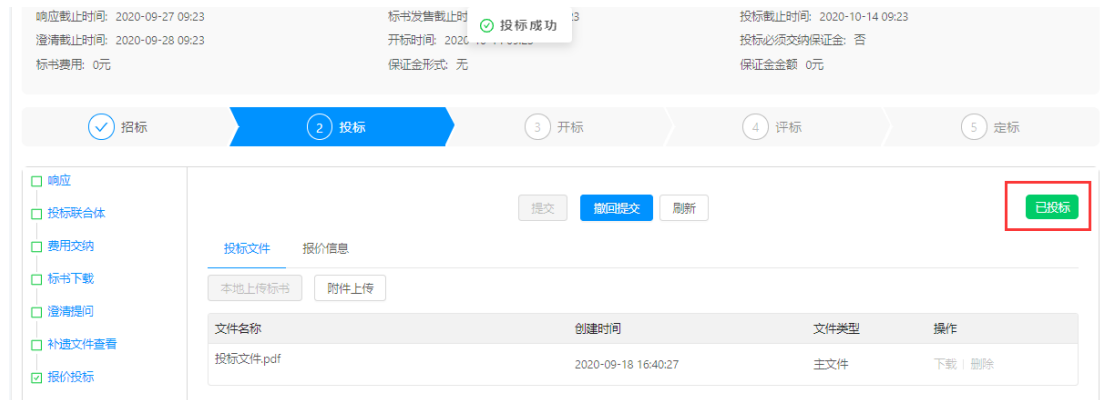 响应截止时间: 2020-09-27 09:23
标书发售截止时
23
投标截止时间: 2020-10-14 09:23
投标成功
澄清截止时间: 2020-09-28 09:23
开标时间: 2020
投标必须交纳保证金: 否
标书费用: 0元
保证金形式: 无
保证金金额 0元
招标
2 投标
3 开标
4 评标
5 定标
响应
投标联合体
费用交纳
标书下载
澄清提问
补遗文件查看
报价投标
提交
撤回提交
刷新
已投标
投标文件
报价信息
本地上传标书
附件上传
文件名称
创建时间
文件类型
操作
投标文件.pdf
2020-09-18 16:40:27
主文件
下载 | 删除